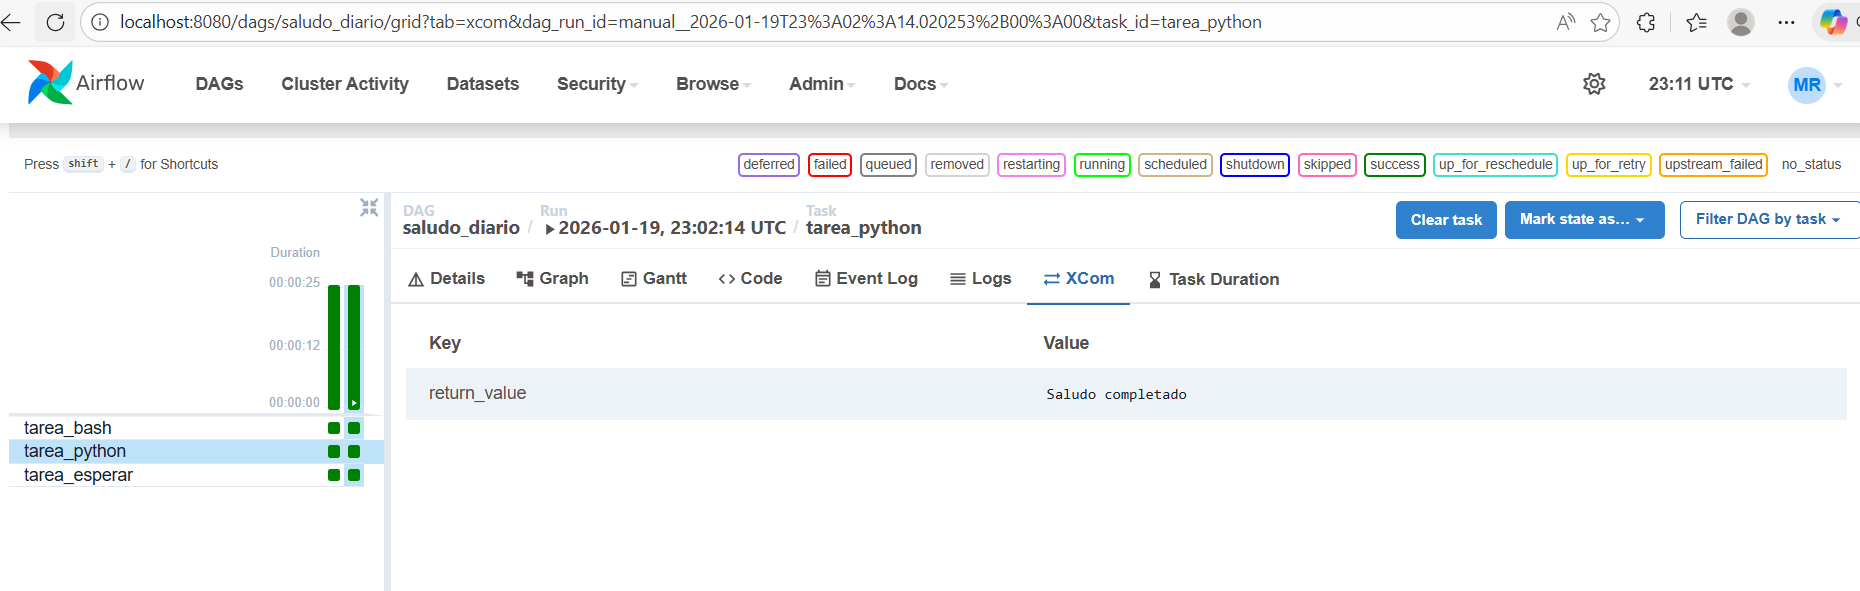 localhost:8080/dags/saludo_diario/grid?tab=xcom&dag_run_id=manual__2026-01-19T23%3A02%3A14.020253%2B00%3A00&task_id=tarea_python
Airflow DAGs Cluster Activity Datasets Security Browse Admin Docs 23:11 UTC MR
Press shift + / for Shortcuts deferred failed queued removed restarting running scheduled shutdown skipped success up_for_reschedule up_for_retry upstream_failed no_status
DAG Run Task
saludo_diario / 2026-01-19, 23:02:14 UTC / tarea_python Clear task Mark state as... Filter DAG by task
Details Graph Gantt Code Event Log Logs XCom Task Duration
Duration
00:00:25
00:00:12
00:00:00
tarea_bash
tarea_python
tarea_esperar
Key Value
return_value Saludo completado